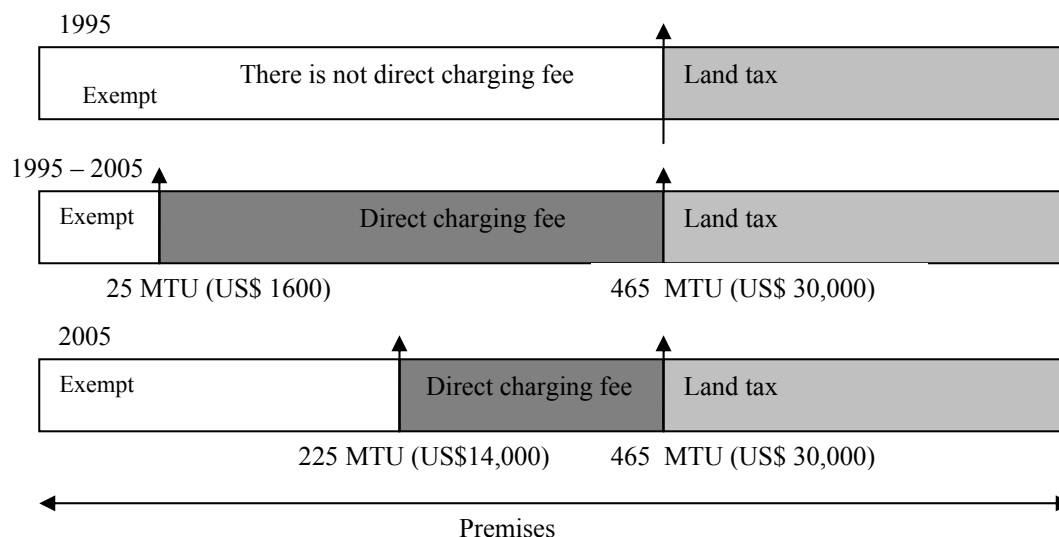 1995
There is not direct charging fee
Land tax
Exempt
1995 – 2005
Exempt
Direct charging fee
Land tax
25 MTU (US$ 1600)
465 MTU (US$ 30,000)
2005
Exempt
Direct charging fee
Land tax
225 MTU (US$14,000)
465 MTU (US$ 30,000)
Premises